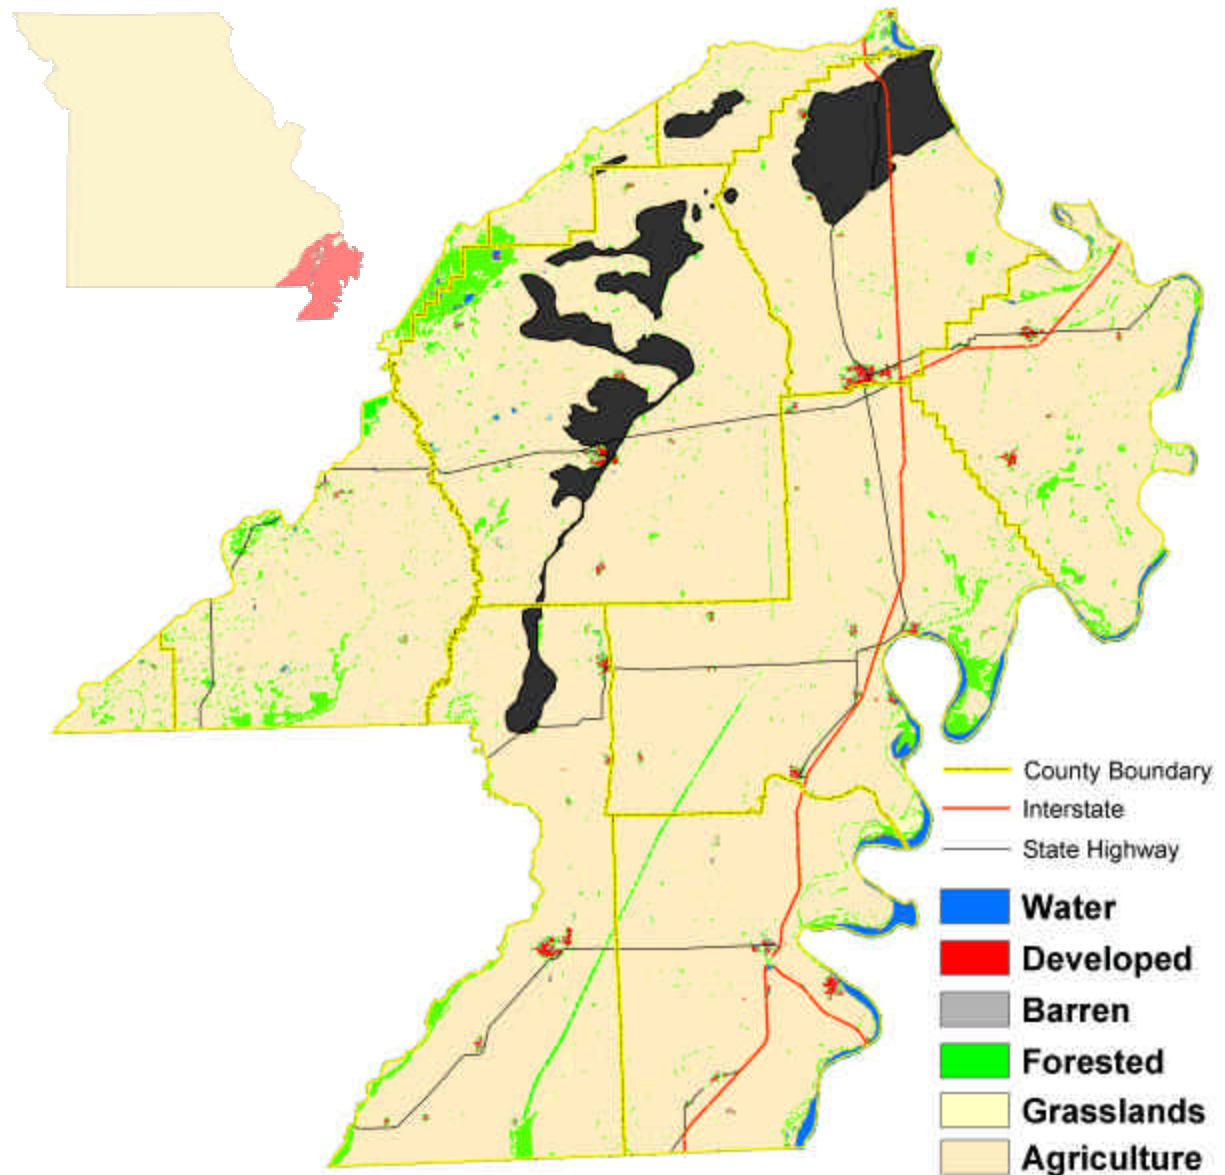 County Boundary
Interstate
State Highway
Water
Developed
Barren
Forested
Grasslands
Agriculture